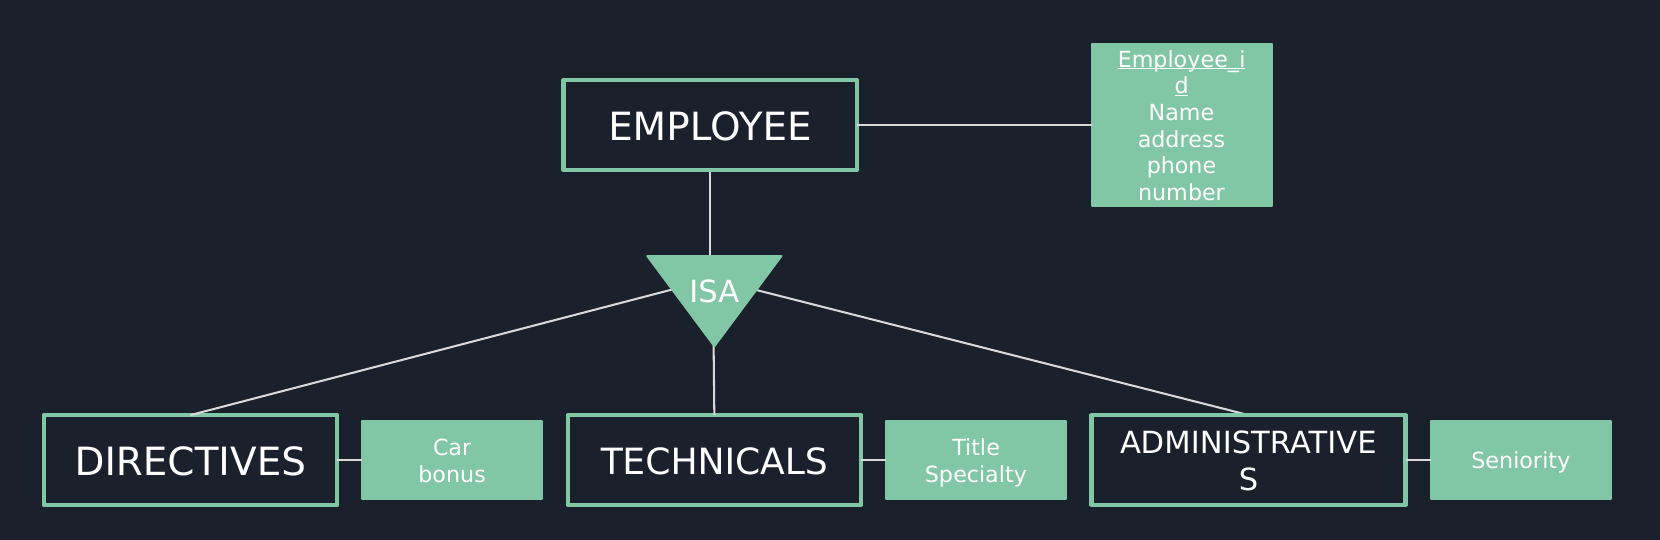 Employee_i
d
Name
address
phone
number
EMPLOYEE
ISA
DIRECTIVES
Car
bonus
TECHNICALS
Title
Specialty
ADMINISTRATIVE
S
Seniority